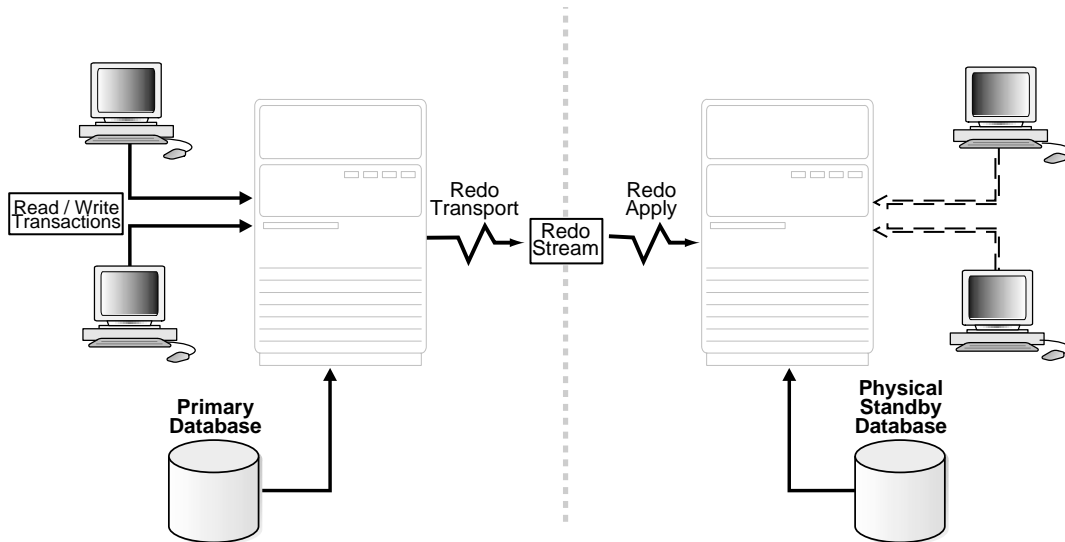 Read / Write
Transactions
Redo
Transport
Redo
Stream
Redo
Apply
Primary
Database
Physical
Standby
Database